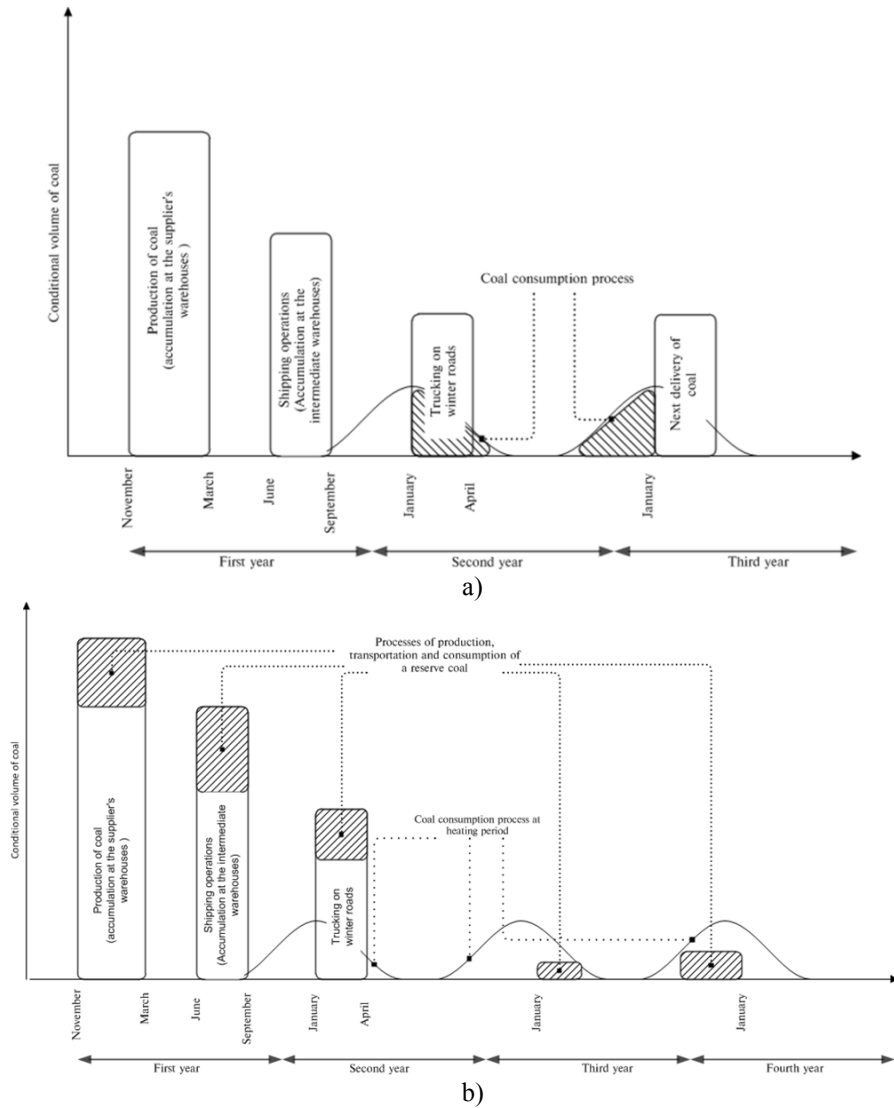 Conditional volume of coal
Production of coal
(accumulation at the supplier's
warehouses )
Shipping operations
(Accumulation at the
intermediate warehouses)
Coal consumption process
Trucking on
winter roads
Next delivery of
coal
November
March
June
September
January
April
January
First year
Second year
Third year
a)
Processes of production,
transportation and consumption of
a reserve coal
Conditional volume of coal
Production of coal
(accumulation at the supplier's
warehouses )
Shipping operations
(Accumulation at the intermediate
warehouses)
Trucking on
winter roads
Coal consumption process at
heating period
November
March
June
September
January
April
January
January
First year
Second year
Third year
Fourth year
b)